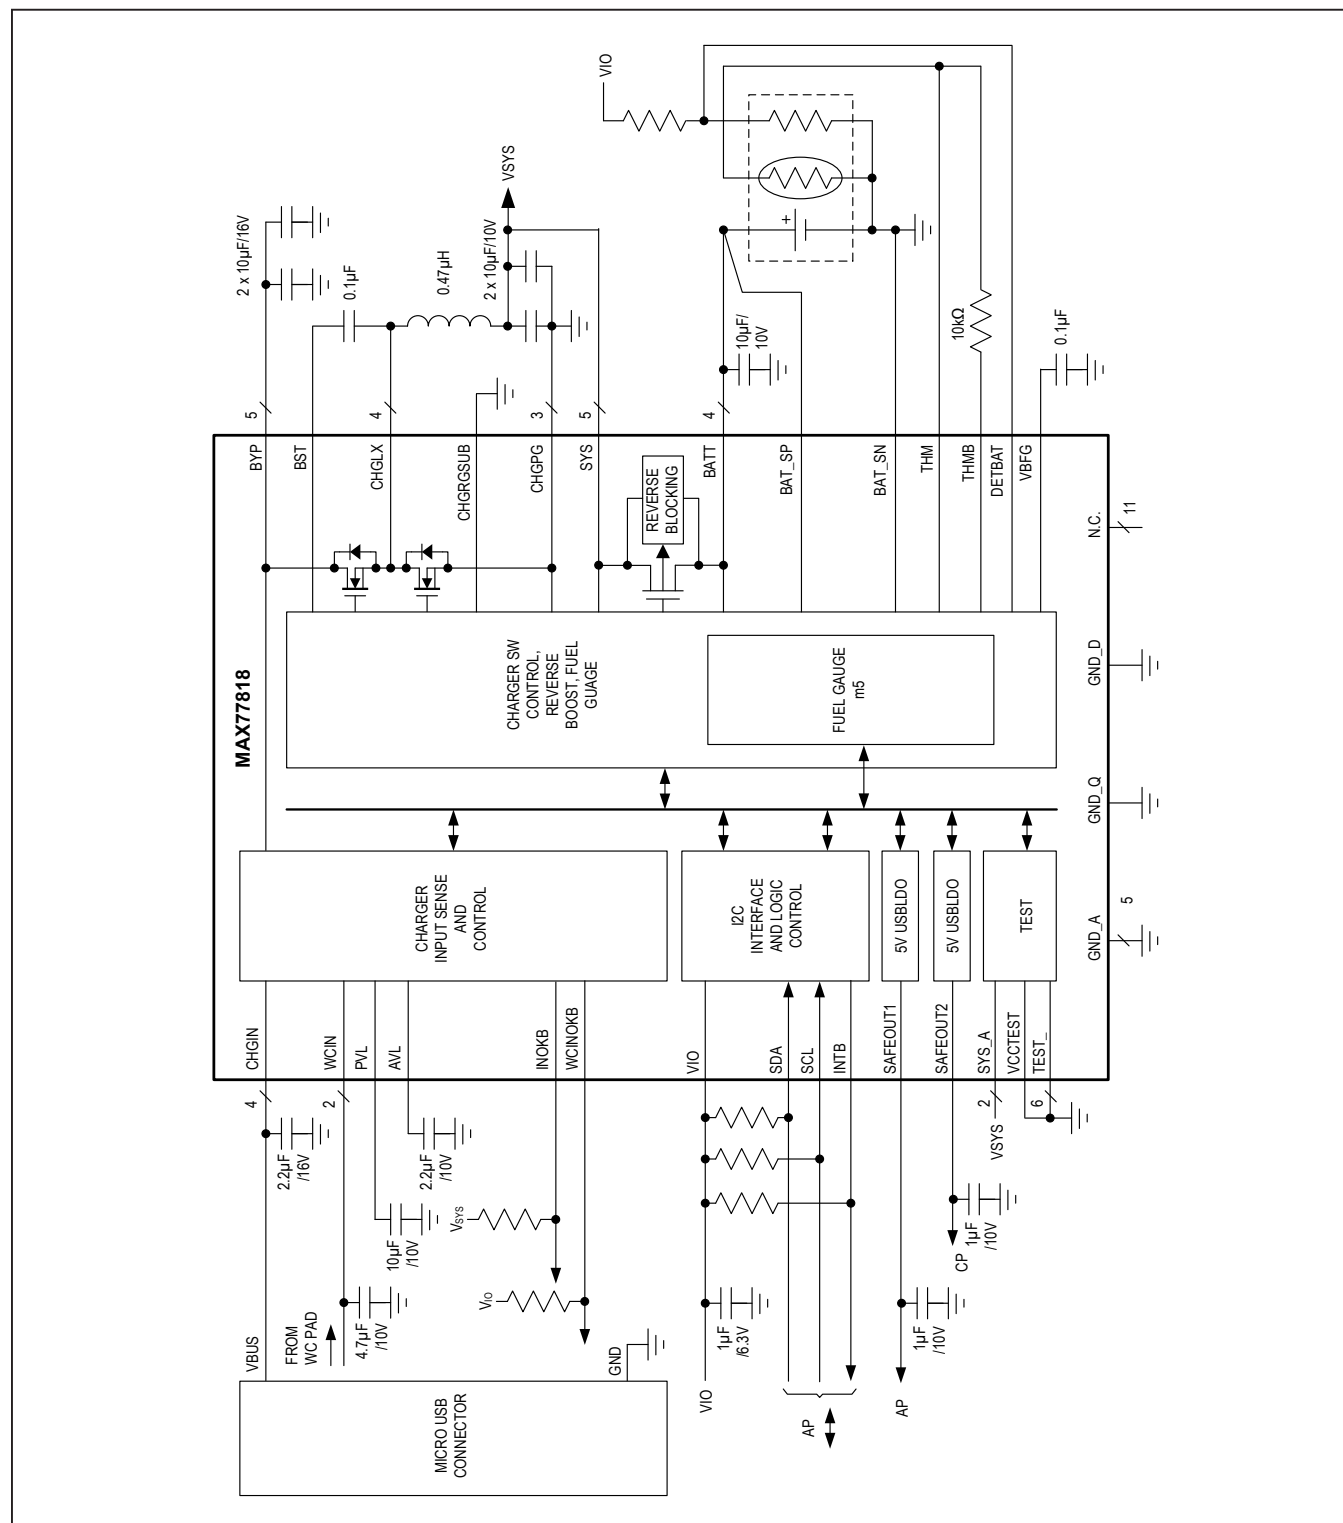 MAX77818
VIO
VSYS
2 x 10µF/16V
0.1µF
0.47µH
2 x 10µF/10V
10µF/
10V
+
10kΩ
0.1µF
5
4
3
5
4
BYP
BST
CHGLX
CHGRGSUB
CHGPG
SYS
BATT
BAT_SP
BAT_SN
THM
THMB
DETBAT
VBFG
REVERSE
BLOCKING
N.C.
11
CHARGER SW
CONTROL,
REVERSE
BOOST, FUEL
GUAGE
FUEL GAUGE
m5
GND_D
GND_Q
GND_A
5
CHARGER
INPUT SENSE
AND
CONTROL
I2C
INTERFACE
AND LOGIC
CONTROL
5V USBLDO
5V USBLDO
TEST
CHGIN
WCIN
PVL
AVL
INOKB
WCINOKB
VIO
SDA
SCL
INTB
SAFEOUT1
SAFEOUT2
SYS_A
VCCTEST
TEST_
4
2
2
6
2.2µF
/16V
2.2µF
/10V
10µF
/10V
4.7µF
/10V
VSYS
VIO
VSYS
1µF
/10V
CP
1µF
/6.3V
1µF
/10V
VBUS
FROM
WC PAD
GND
VIO
AP
AP
MICRO USB
CONNECTOR